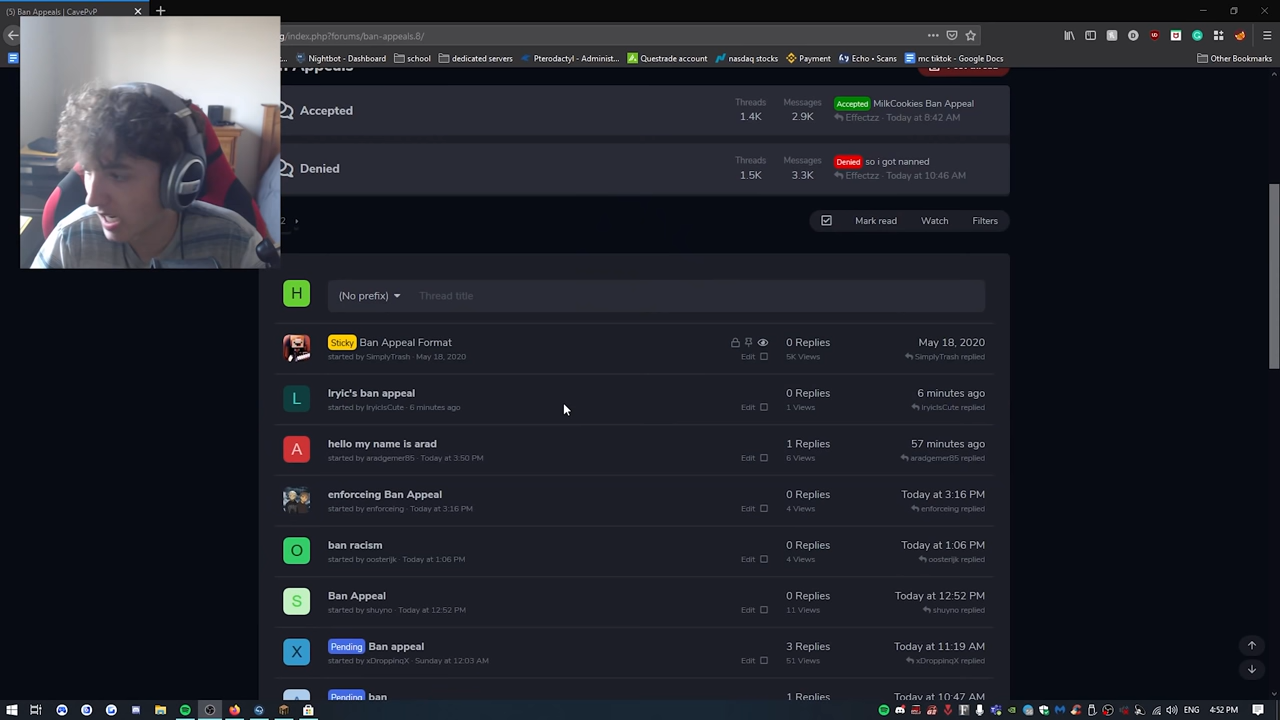 (5) Ban Appeals | CavePvP
g/index.php?forums/ban-appeals.8/
Nightbot - Dashboard
school
dedicated servers
Pterodactyl - Administ...
Questrade account
nasdaq stocks
Payment
Echo • Scans
mc tiktok - Google Docs
Other Bookmarks
n Appeals
Accepted
Threads
1.4K
Messages
2.9K
Accepted MilkCookies Ban Appeal
Effectzz · Today at 8:42 AM
Denied
Threads
1.5K
Messages
3.3K
Denied so i got nanned
Effectzz · Today at 10:46 AM
2
Mark read
Watch
Filters
H
(No prefix)
Thread title
Sticky Ban Appeal Format
started by SimplyTrash · May 18, 2020
Edit
0 Replies
5K Views
May 18, 2020
SimplyTrash replied
L
Iryic's ban appeal
started by IryicIsCute · 6 minutes ago
Edit
0 Replies
1 Views
6 minutes ago
IryicIsCute replied
A
hello my name is arad
started by aradgemer85 · Today at 3:50 PM
Edit
1 Replies
6 Views
57 minutes ago
aradgemer85 replied
enforceing Ban Appeal
started by enforceing · Today at 3:16 PM
Edit
0 Replies
4 Views
Today at 3:16 PM
enforceing replied
O
ban racism
started by oosterijk · Today at 1:06 PM
Edit
0 Replies
4 Views
Today at 1:06 PM
oosterijk replied
S
Ban Appeal
started by shuyno · Today at 12:52 PM
Edit
0 Replies
11 Views
Today at 12:52 PM
shuyno replied
X
Pending Ban appeal
started by xDroppinqX · Sunday at 12:03 AM
Edit
3 Replies
51 Views
Today at 11:19 AM
xDroppinqX replied
Pending ban
1 Replies
Today at 10:47 AM
ENG
4:52 PM